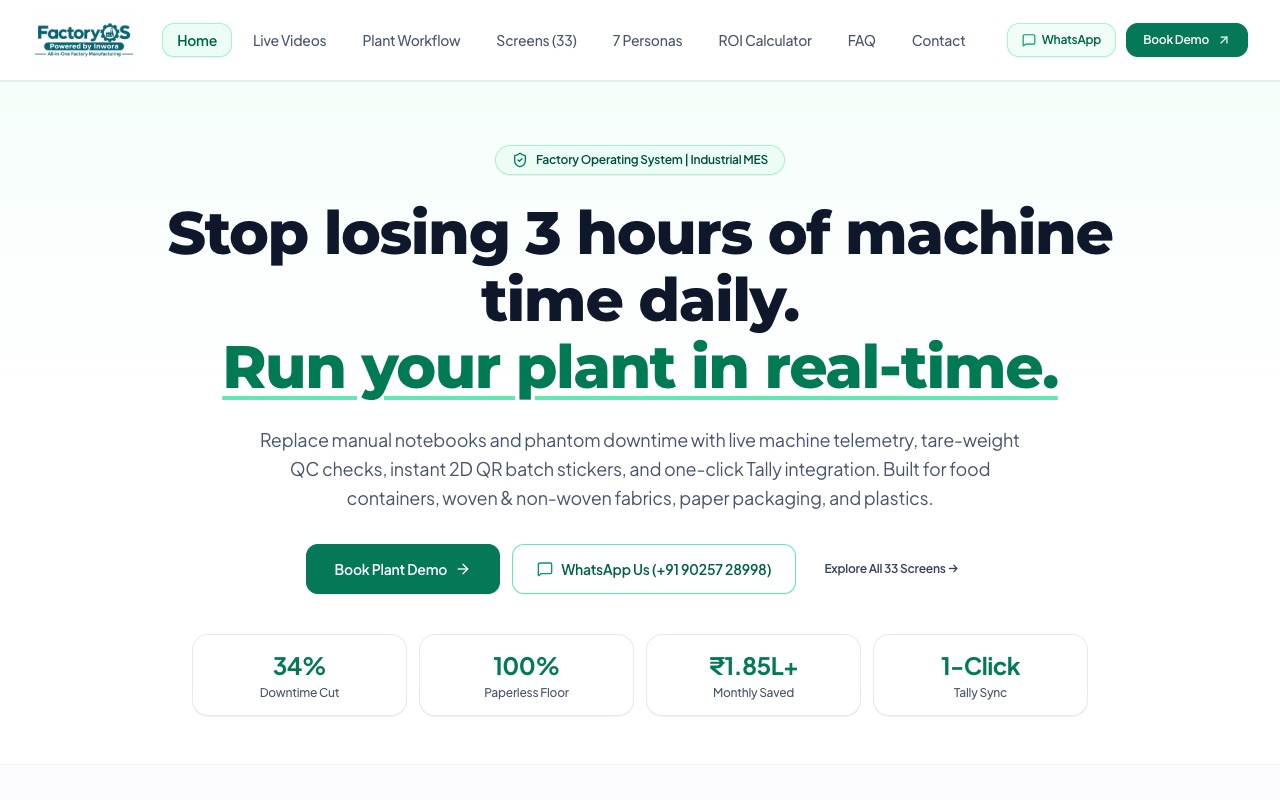 FactoryOS
Powered by Inwora
All-in-One Factory Manufacturing
Home
Live Videos
Plant Workflow
Screens (33)
7 Personas
ROI Calculator
FAQ
Contact
WhatsApp
Book Demo
Factory Operating System | Industrial MES
Stop losing 3 hours of machine
time daily.
Run your plant in real-time.
Replace manual notebooks and phantom downtime with live machine telemetry, tare-weight
QC checks, instant 2D QR batch stickers, and one-click Tally integration. Built for food
containers, woven & non-woven fabrics, paper packaging, and plastics.
Book Plant Demo →
WhatsApp Us (+91 90257 28998)
Explore All 33 Screens →
34%
Downtime Cut
100%
Paperless Floor
₹1.85L+
Monthly Saved
1-Click
Tally Sync